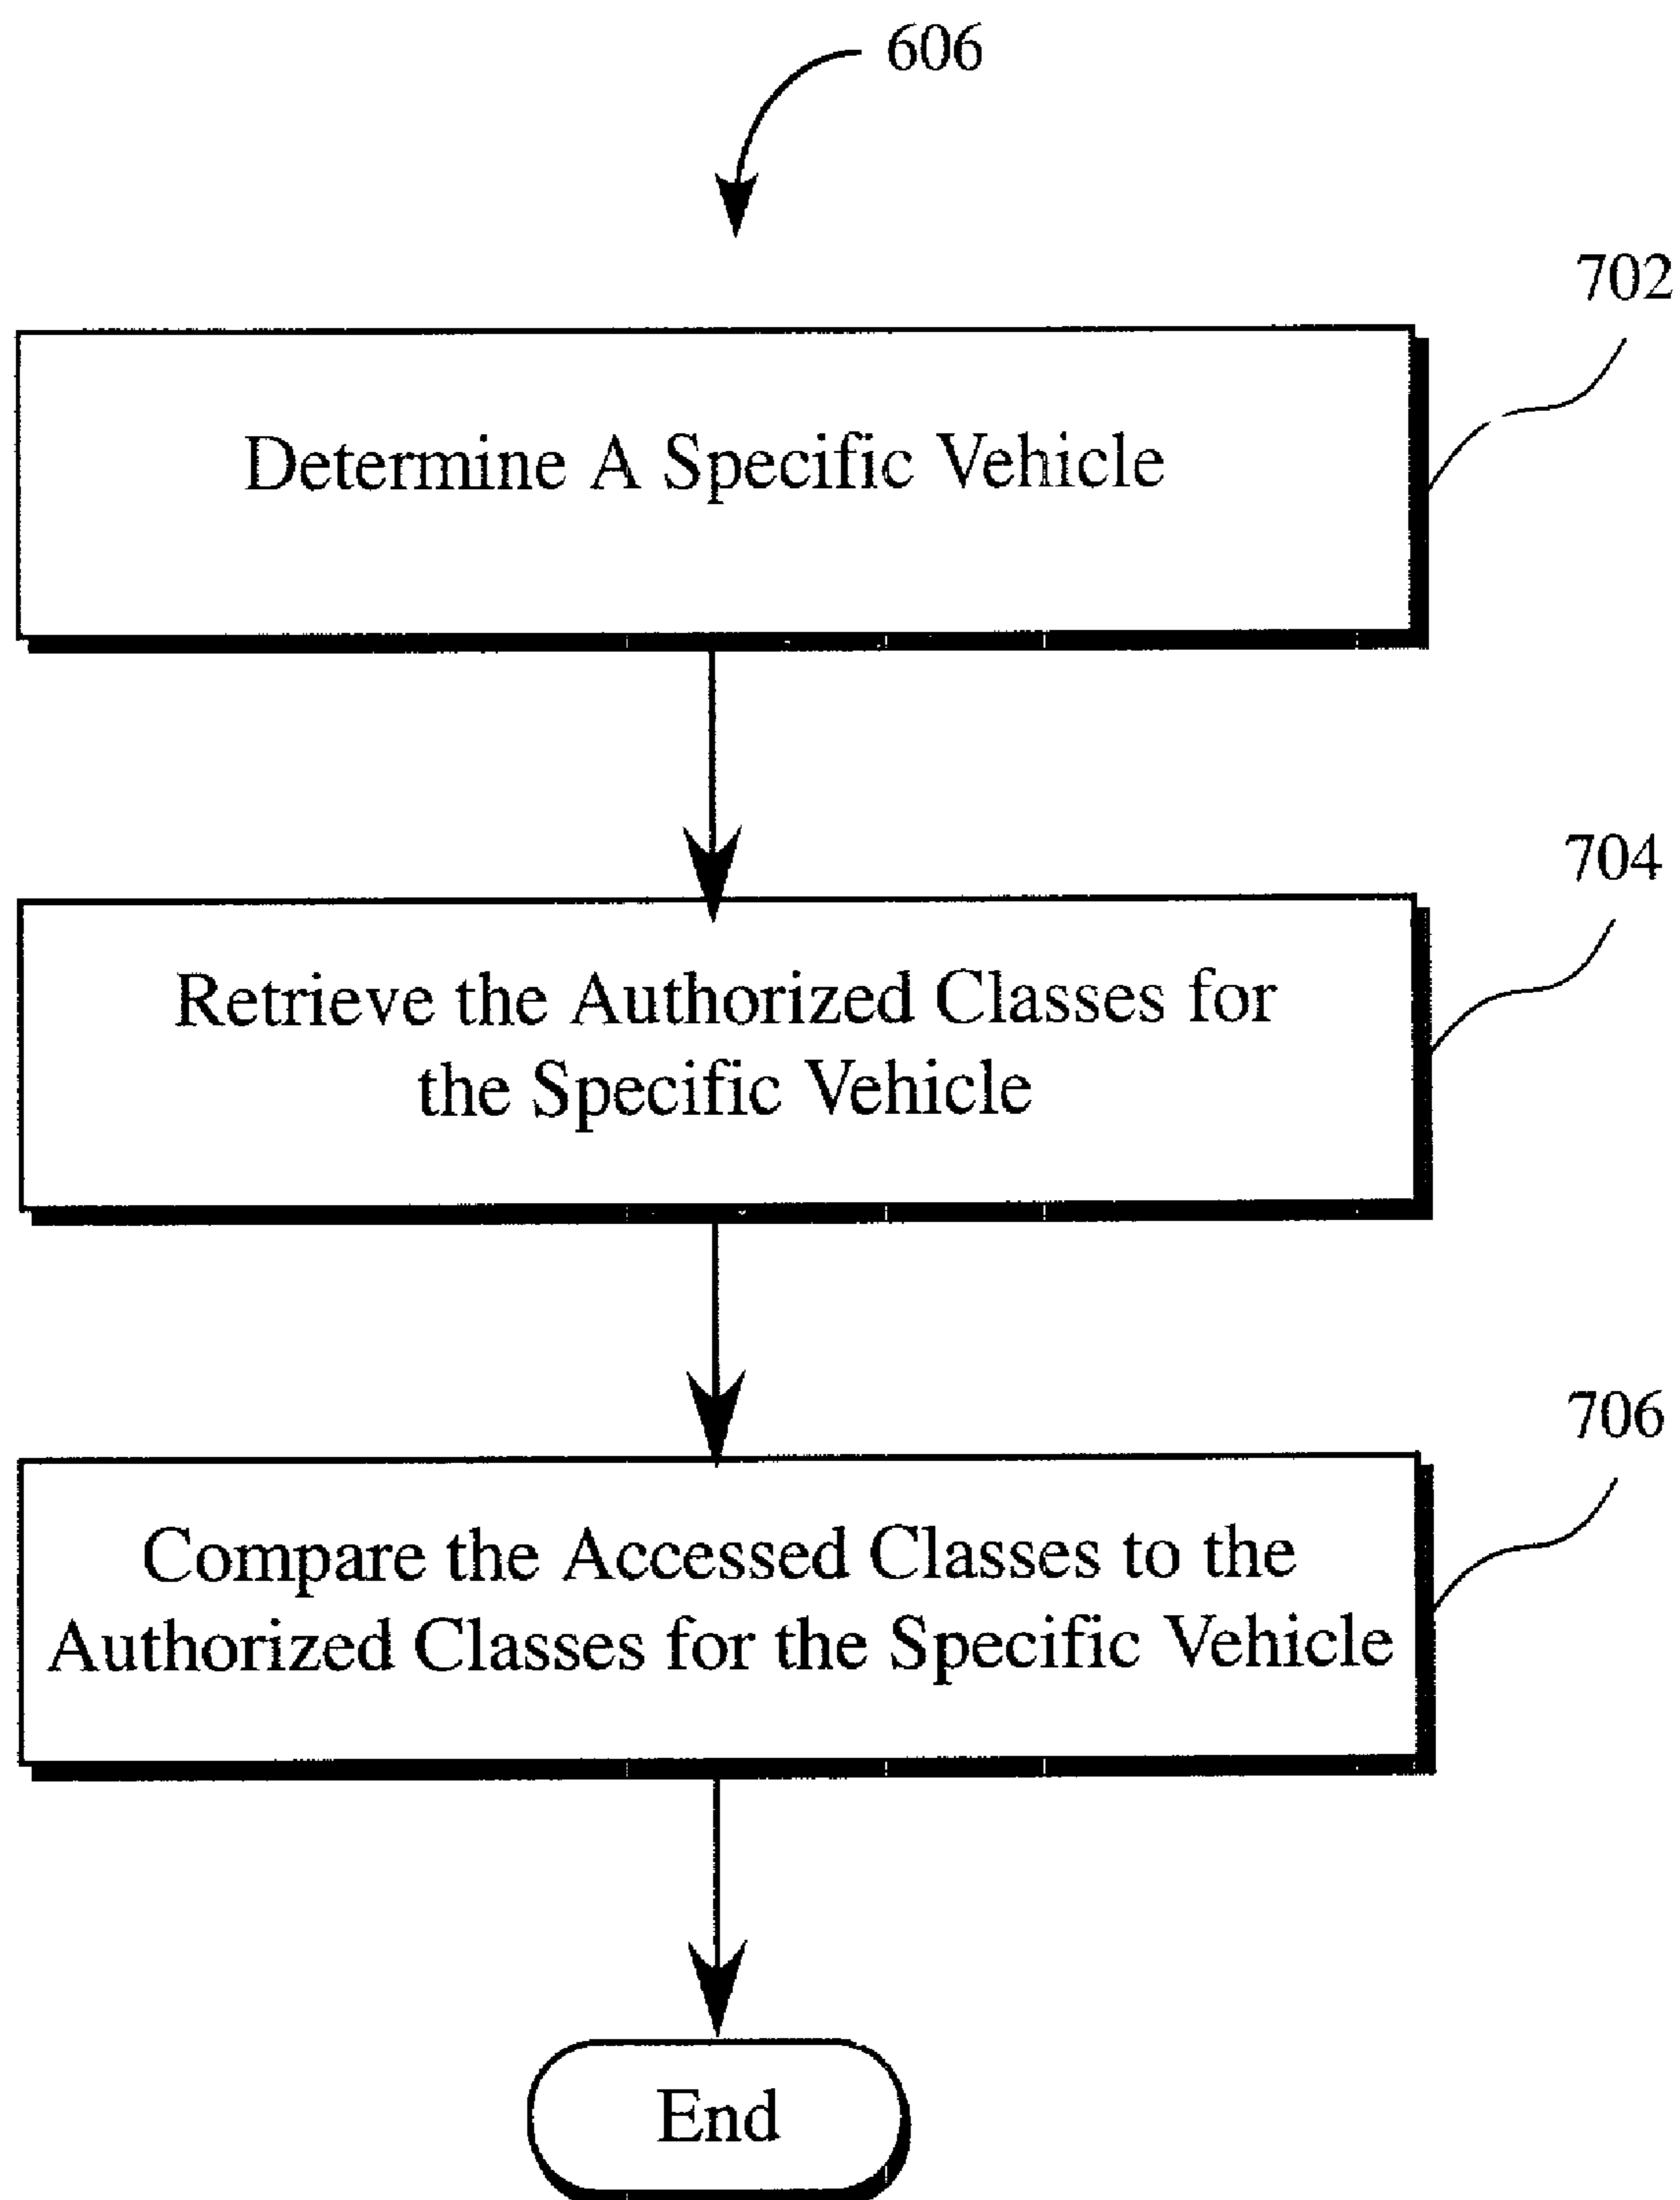 606
702
Determine A Specific Vehicle
704
Retrieve the Authorized Classes for
the Specific Vehicle
706
Compare the Accessed Classes to the
Authorized Classes for the Specific Vehicle
End